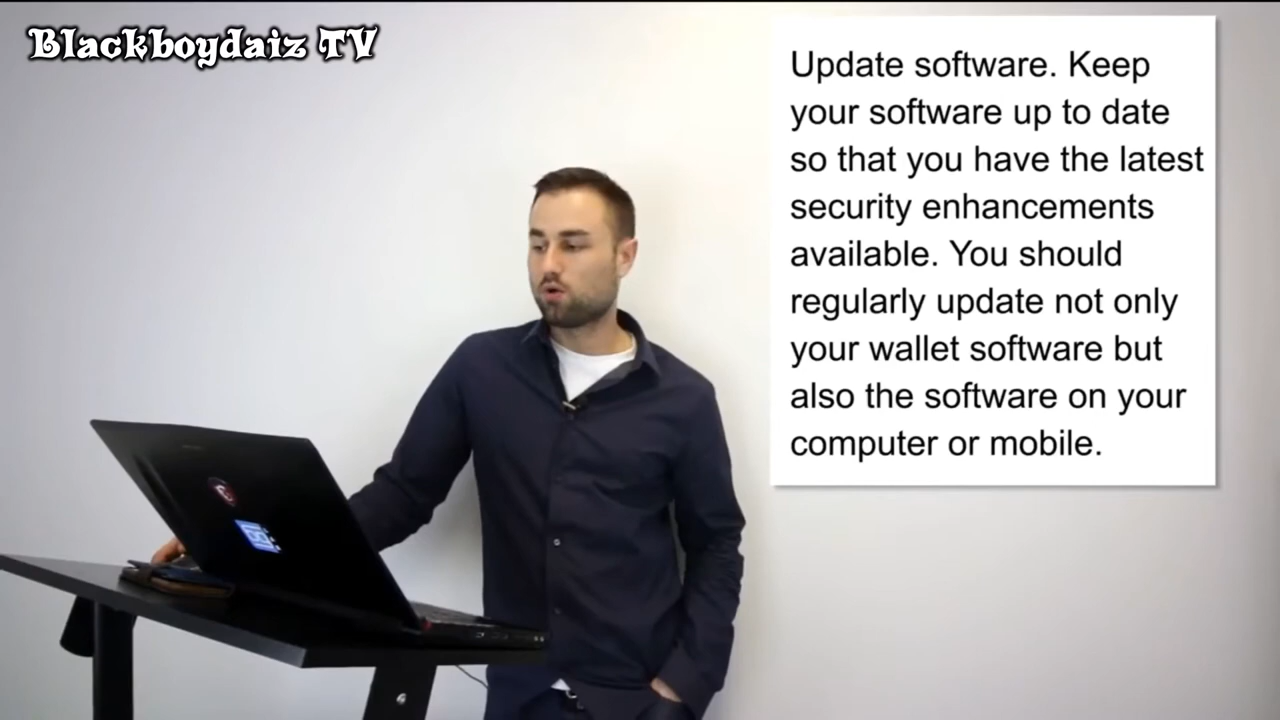 Blackboydaiz TV
Update software. Keep
your software up to date
so that you have the latest
security enhancements
available. You should
regularly update not only
your wallet software but
also the software on your
computer or mobile.